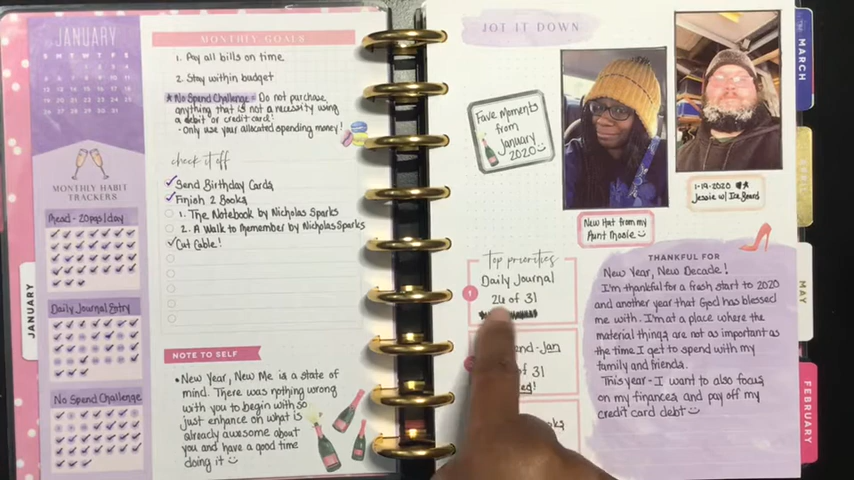 JANUARY
S M T W T F S
MONTHLY HABIT
TRACKERS
Read - 20pgs/day
Daily Journal Entry
No Spend Challenge
JANUARY
MONTHLY GOALS
1. Pay all bills on time
2. Stay within budget
*No Spend Challenge - Do not purchase
anything that is not a necessity using
a debit or credit card.
- Only use your allocated spending money!
check it off
Send Birthday Cards
Finish 2 Books
1. The Notebook by Nicholas Sparks
2. A Walk to Remember by Nicholas Sparks
Cut Cable!
NOTE TO SELF
New Year, New Me is a state of
mind. There was nothing wrong
with you to begin with so
just enhance on what is
already awesome about
you and have a good time
doing it
JOT IT DOWN
Fave Moments
from
January
2020
New Hat from my
Aunt Moole
1-19-2020
Jessie w/ Ice Beard
top priorities
1
Daily Journal
26 of 31
end - Jan
of 31
THANKFUL FOR
New Year, New Decade!
I'm thankful for a fresh start to 2020
and another year that God has blessed
me with. I'm at a place where the
material things are not as important as
the time I get to spend with my
family and friends.
This year - I want to also focus
on my finances and pay off my
credit card debt
MARCH
APRIL
MAY
FEBRUARY